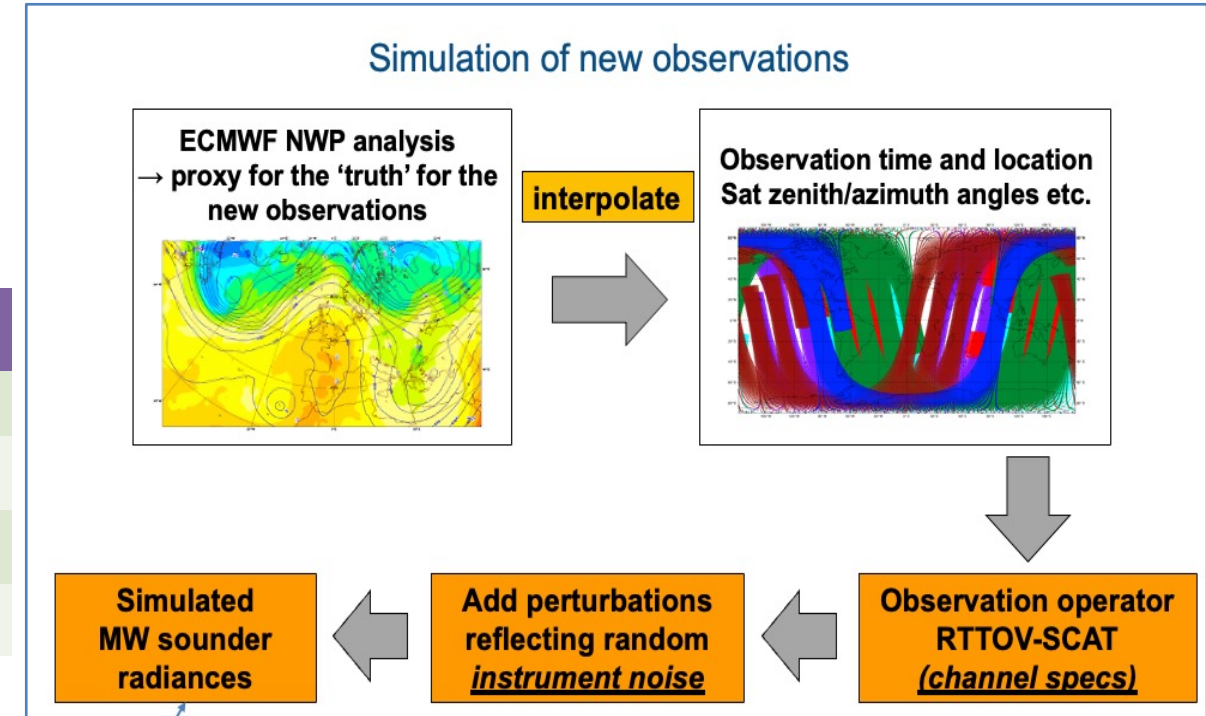 Simulation of new observations
ECMWF NWP analysis
→ proxy for the ‘truth’ for the
new observations
interpolate
Observation time and location
Sat zenith/azimuth angles etc.
Observation operator
RTTOV-SCAT
(channel specs)
Add perturbations
reflecting random
instrument noise
Simulated
MW sounder
radiances